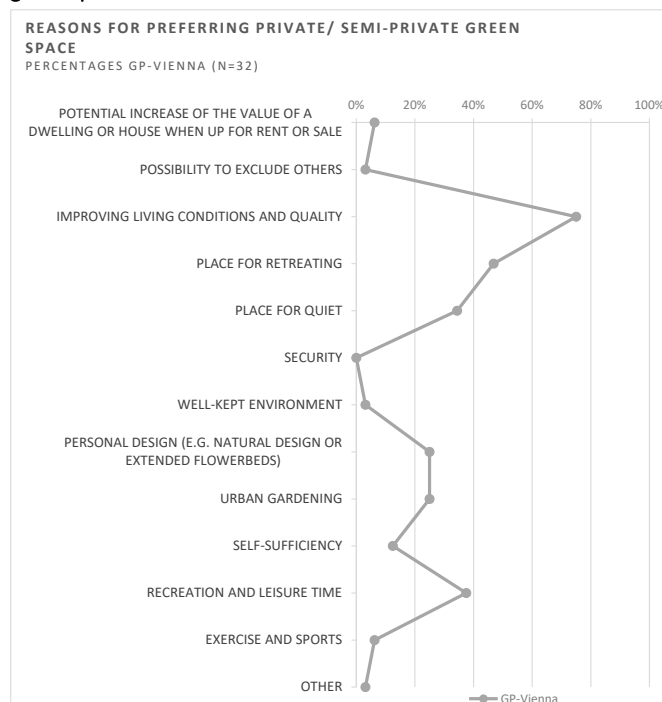 REASONS FOR PREFERRING PRIVATE/ SEMI-PRIVATE GREEN
SPACE
PERCENTAGES GP-VIENNA (N=32)
0% 20% 40% 60% 80% 100%
POTENTIAL INCREASE OF THE VALUE OF A
DWELLING OR HOUSE WHEN UP FOR RENT OR SALE
POSSIBILITY TO EXCLUDE OTHERS
IMPROVING LIVING CONDITIONS AND QUALITY
PLACE FOR RETREATING
PLACE FOR QUIET
SECURITY
WELL-KEPT ENVIRONMENT
PERSONAL DESIGN (E.G. NATURAL DESIGN OR
EXTENDED FLOWERBEDS)
URBAN GARDENING
SELF-SUFFICIENCY
RECREATION AND LEISURE TIME
EXERCISE AND SPORTS
OTHER
GP-Vienna